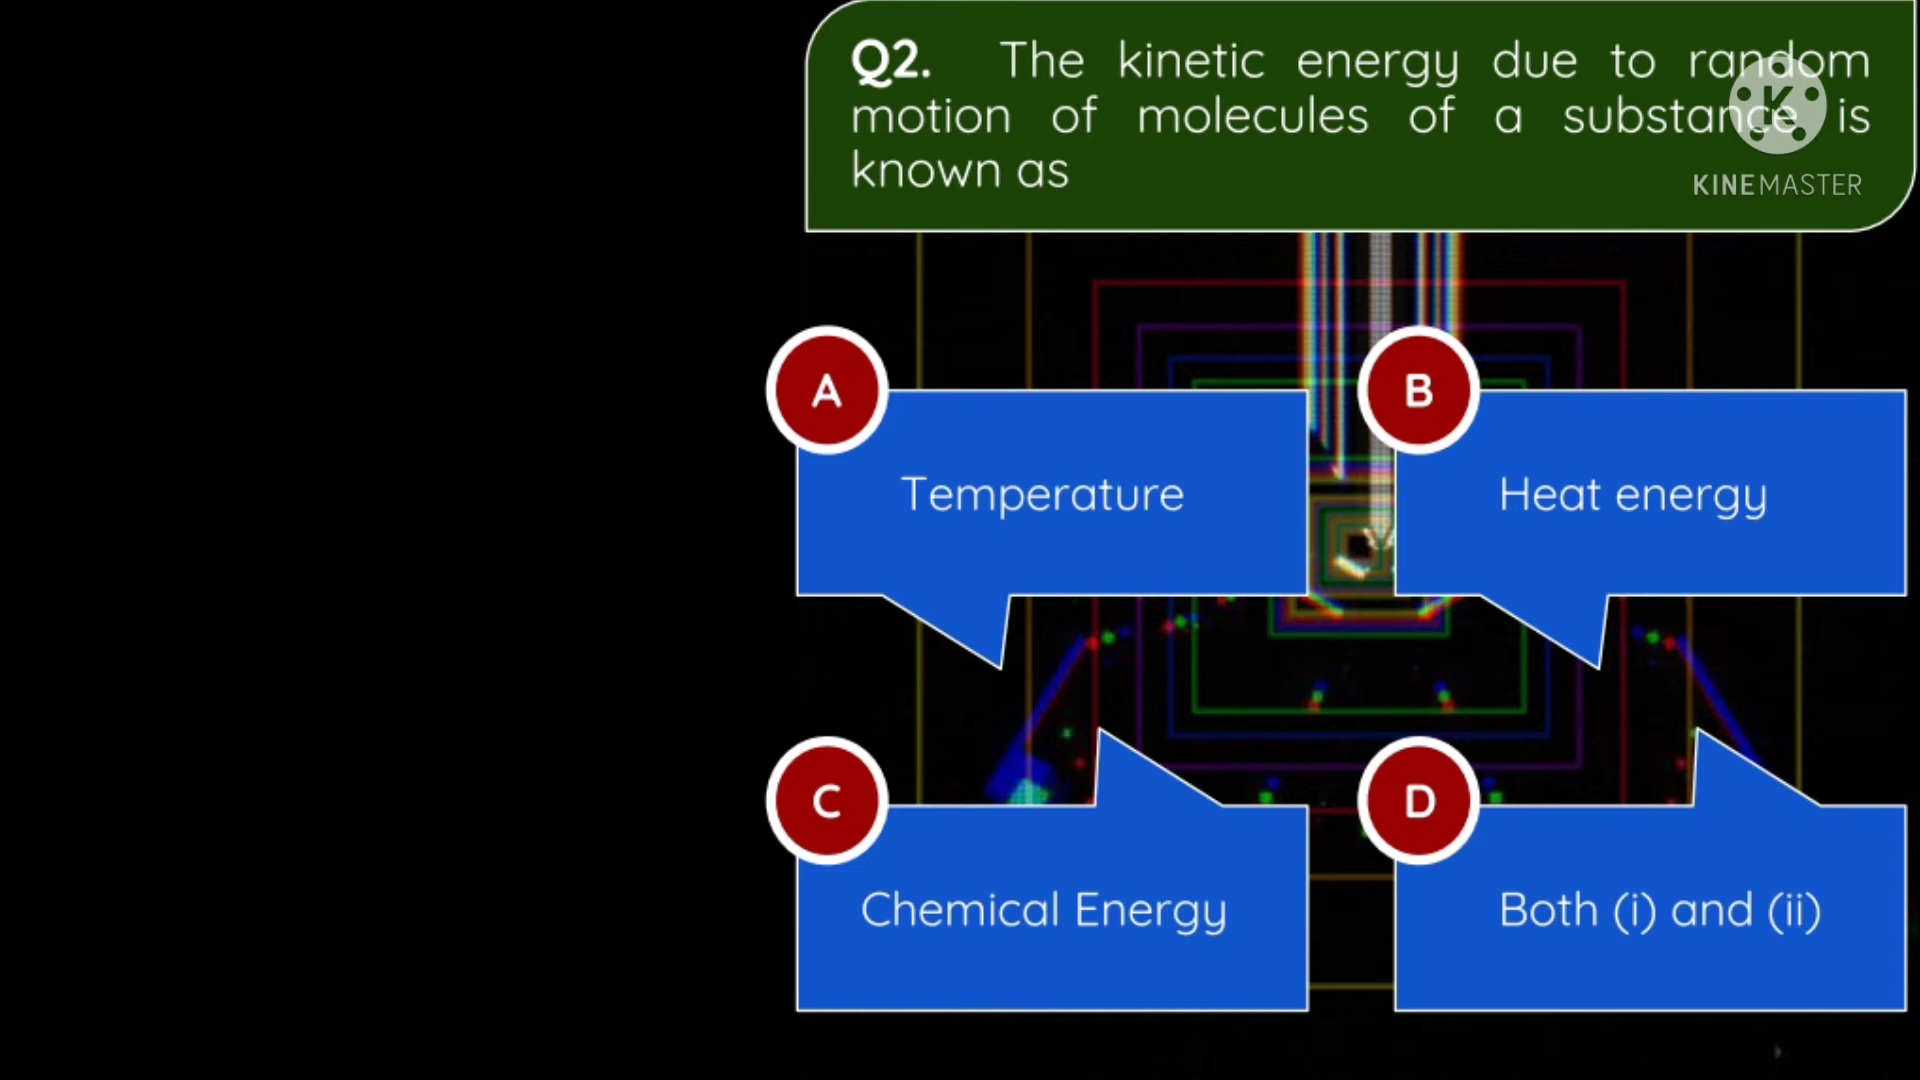 Q2. The kinetic energy due to random
motion of molecules of a substance is
known as
KINEMASTER
A
Temperature
B
Heat energy
C
Chemical Energy
D
Both (i) and (ii)